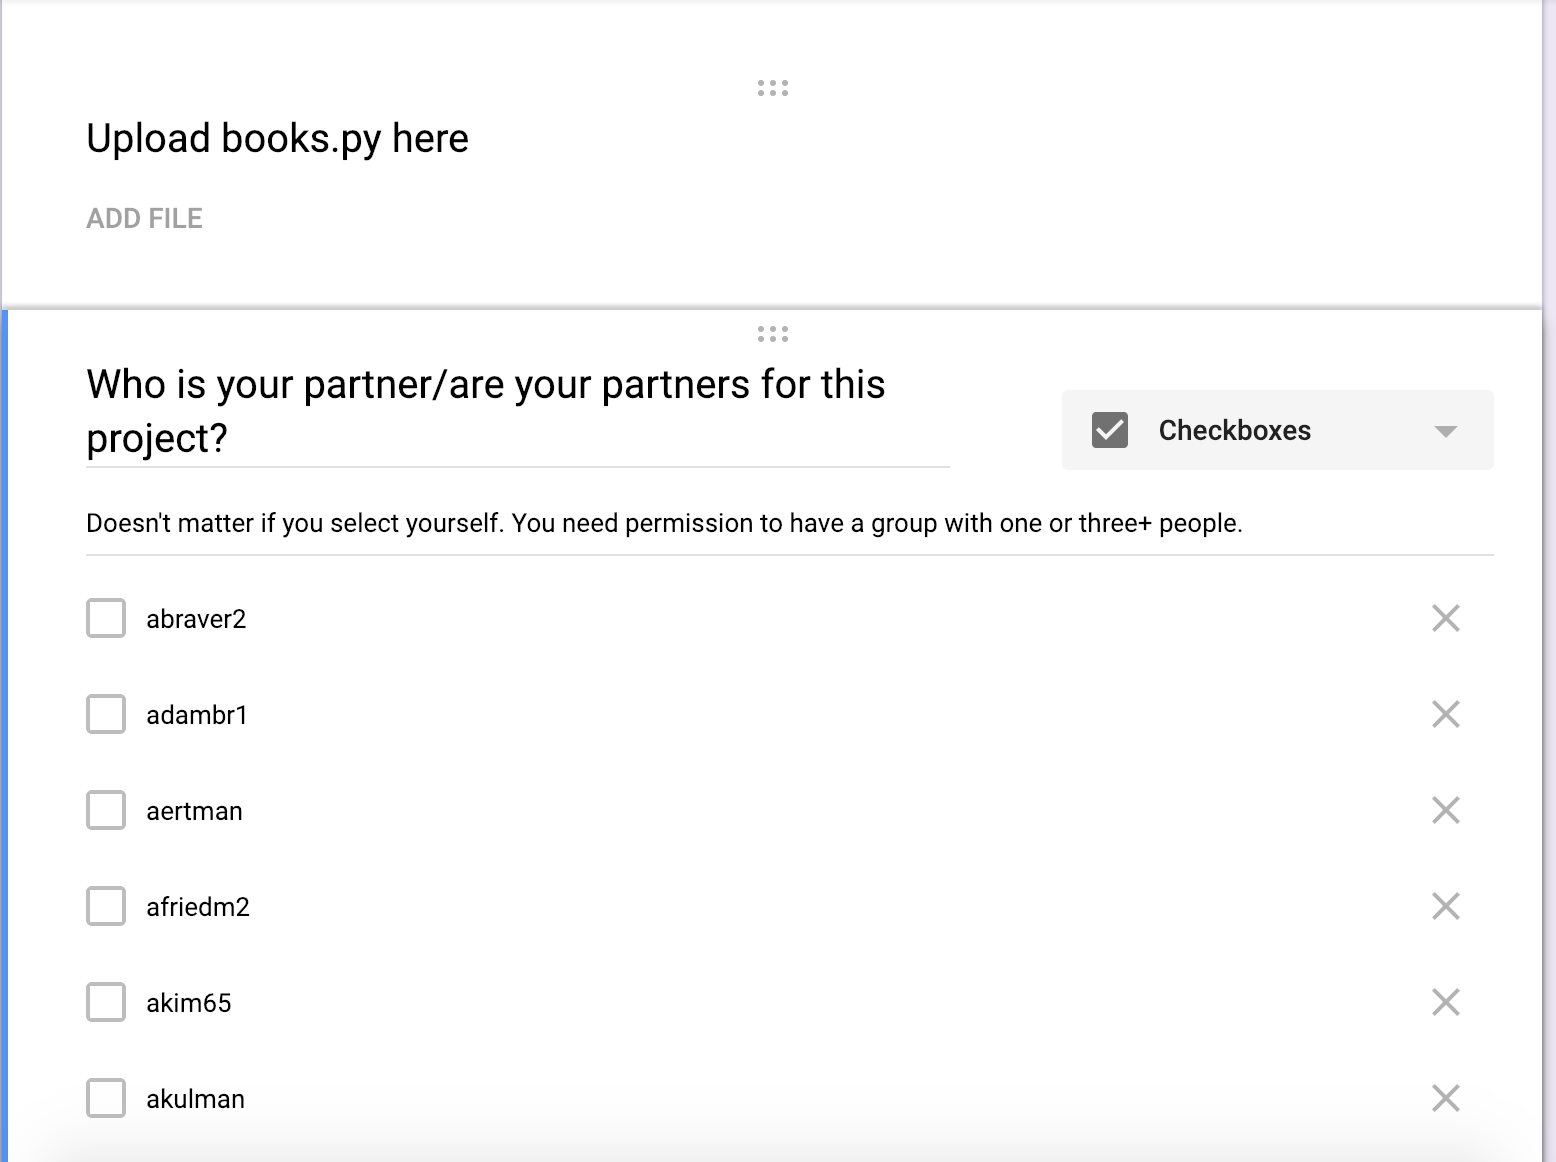 Upload books.py here
ADD FILE
Who is your partner/are your partners for this
project?
Checkboxes
Doesn't matter if you select yourself. You need permission to have a group with one or three+ people.
abraver2
adambr1
aertman
afriedm2
akim65
akulman